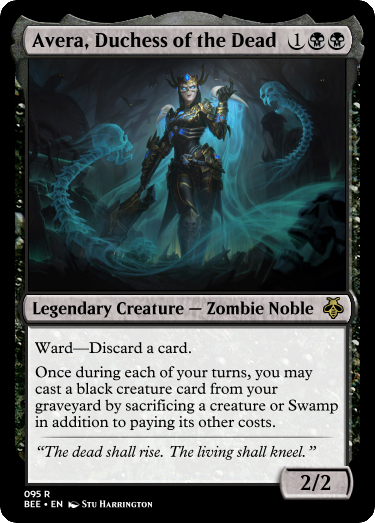 Avera, Duchess of the Dead 1
Legendary Creature — Zombie Noble
Ward—Discard a card.
Once during each of your turns, you may
cast a black creature card from your
graveyard by sacrificing a creature or Swamp
in addition to paying its other costs.
“The dead shall rise. The living shall kneel.”
2/2
095 R
BEE • EN Stu Harrington